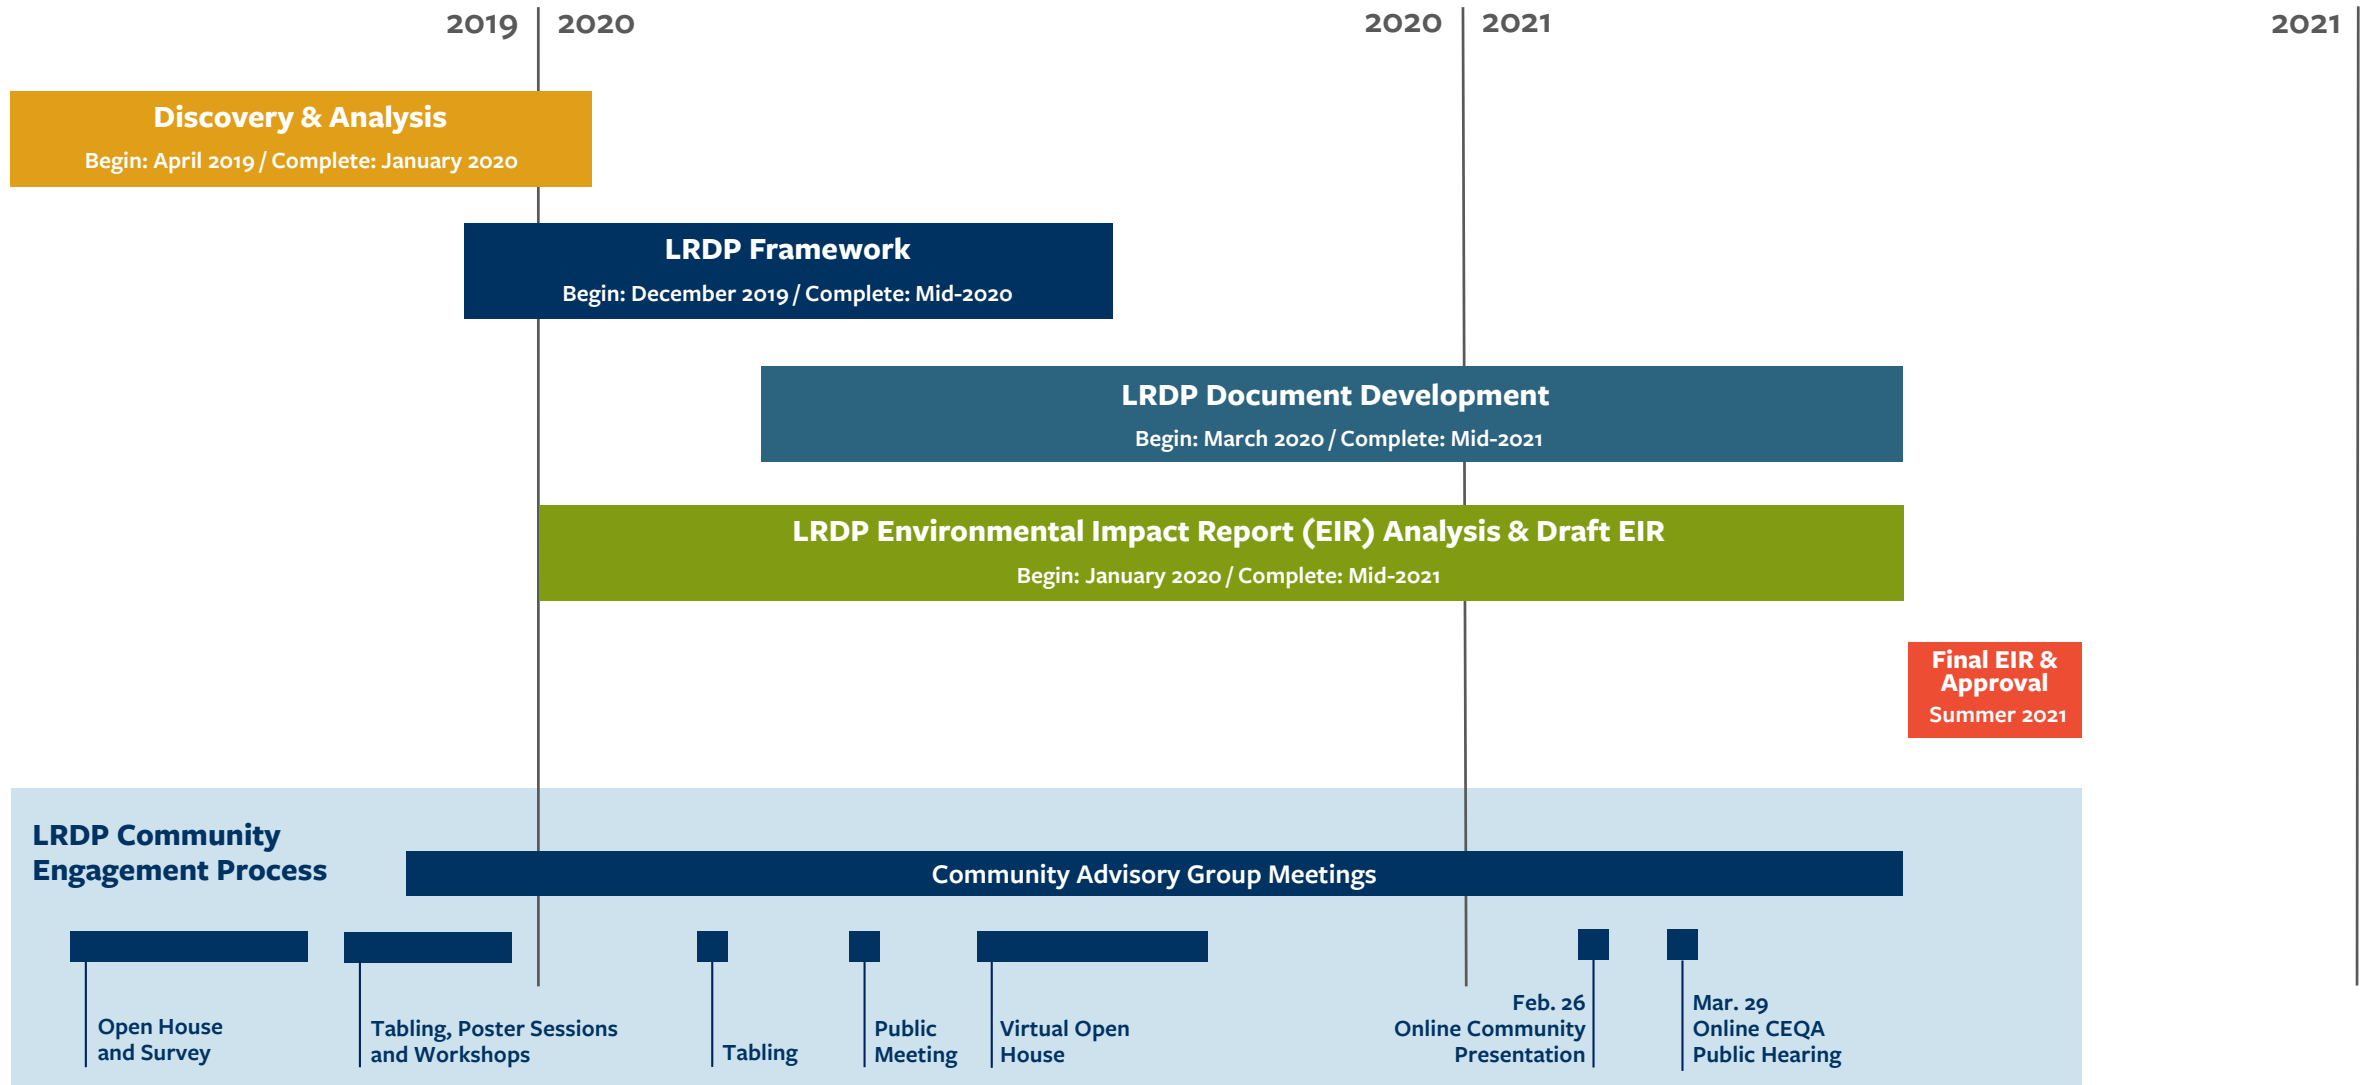 2019
2020
2020
2021
2021
Discovery & Analysis
Begin: April 2019 / Complete: January 2020
LRDP Framework
Begin: December 2019 / Complete: Mid-2020
LRDP Document Development
Begin: March 2020 / Complete: Mid-2021
LRDP Environmental Impact Report (EIR) Analysis & Draft EIR
Begin: January 2020 / Complete: Mid-2021
Final EIR &
Approval
Summer 2021
LRDP Community
Engagement Process
Community Advisory Group Meetings
Open House
and Survey
Tabling, Poster Sessions
and Workshops
Tabling
Public
Meeting
Virtual Open
House
Feb. 26
Online Community
Presentation
Mar. 29
Online CEQA
Public Hearing